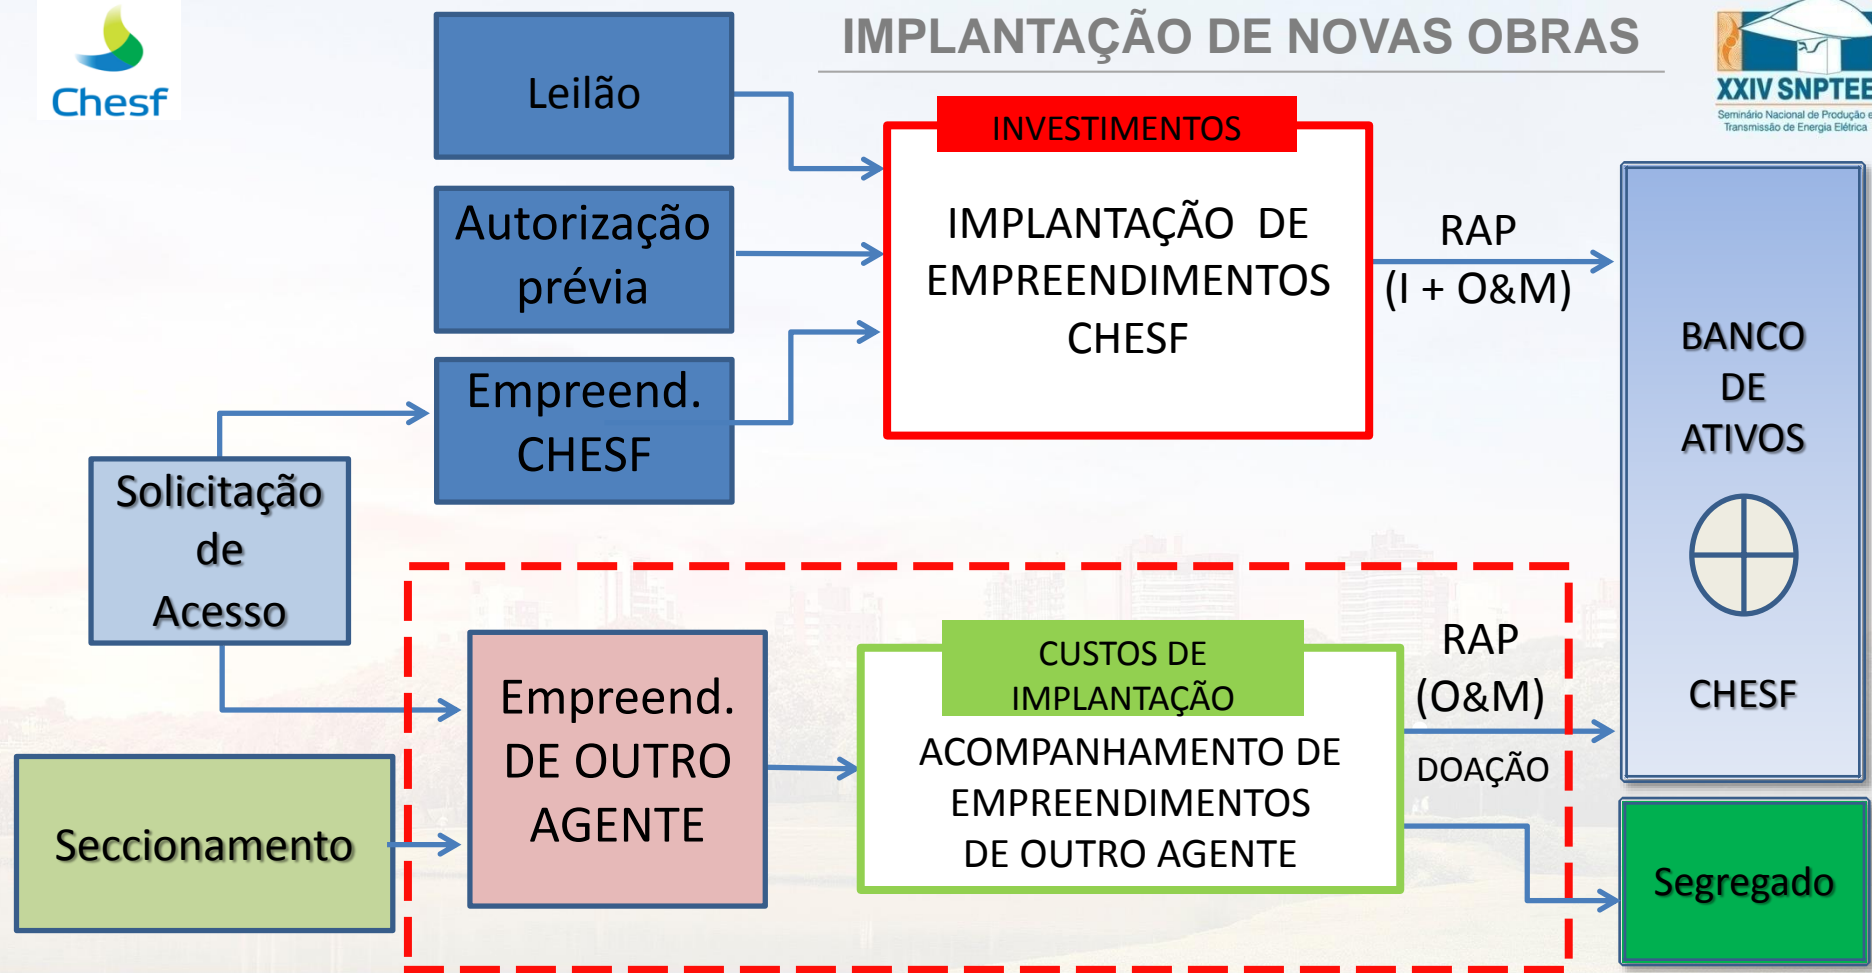 Chesf
IMPLANTAÇÃO DE NOVAS OBRAS
XXIV SNPTEE
Seminário Nacional de Produção e
Transmissão de Energia Elétrica
Leilão
Autorização
prévia
Empreend.
CHESF
INVESTIMENTOS
IMPLANTAÇÃO DE
EMPREENDIMENTOS
CHESF
RAP
(I + O&M)
BANCO
DE
ATIVOS
CHESF
Solicitação
de
Acesso
Seccionamento
Empreend.
DE OUTRO
AGENTE
CUSTOS DE
IMPLANTAÇÃO
ACOMPANHAMENTO DE
EMPREENDIMENTOS
DE OUTRO AGENTE
RAP
(O&M)
DOAÇÃO
Segregado